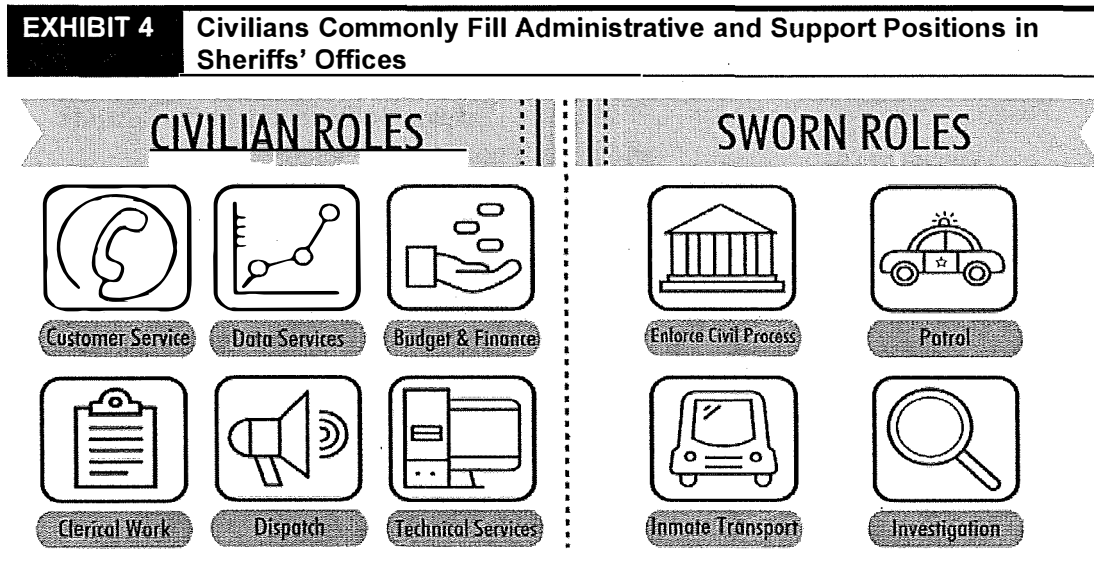 EXHIBIT 4
Civilians Commonly Fill Administrative and Support Positions in
Sheriffs' Offices
CIVILIAN ROLES
SWORN ROLES
Customer Service
Data Services
Budget & Finance
Enforce Civil Process
Patrol
Clerical Work
Dispatch
Technical Services
Inmate Transport
Investigation